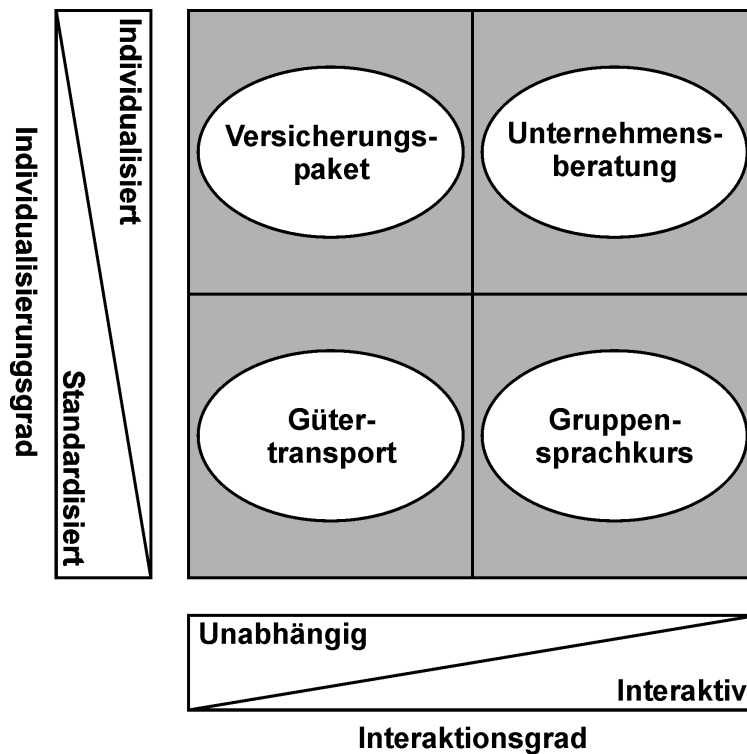 Individualisierungsgrad
Individualisiert
Standardisiert
Versicherungs-
paket
Unternehmens-
beratung
Güter-
transport
Gruppen-
sprachkurs
Unabhängig
Interaktiv
Interaktionsgrad